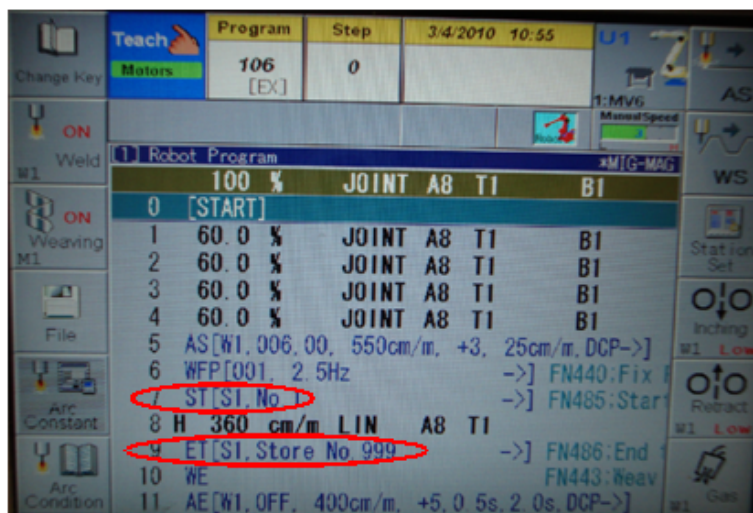 Change Key
Teach
Motors
Program
106
[EX]
Step
0
3/4/2010 10:55
U1
1:MV6
Manual Speed
3
AS
ON
Weld
W1
[1] Robot Program
*MIG-MAG
WS
100 % JOINT A8 T1 B1
0 [START]
ON
Weaving
M1
1 60.0 % JOINT A8 T1 B1
2 60.0 % JOINT A8 T1 B1
3 60.0 % JOINT A8 T1 B1
4 60.0 % JOINT A8 T1 B1
Station
Set
File
5 AS[W1,006,00, 550cm/m, +3, 25cm/m,DCP->]
Inching
W1 Low
6 WFP[001, 2.5Hz ->] FN440:Fix
7 ST[S1,No ->] FN485:Star
Arc
Constant
8 H 360 cm/m LIN A8 T1
Retract
W1 Low
9 ET[S1,Store No.999 ->] FN486:End
10 WE FN443:Weav
11 AE[W1,OFF, 400cm/m, +5,0.5s,2.0s,DCP->]
Arc
Condition
W1 Gas